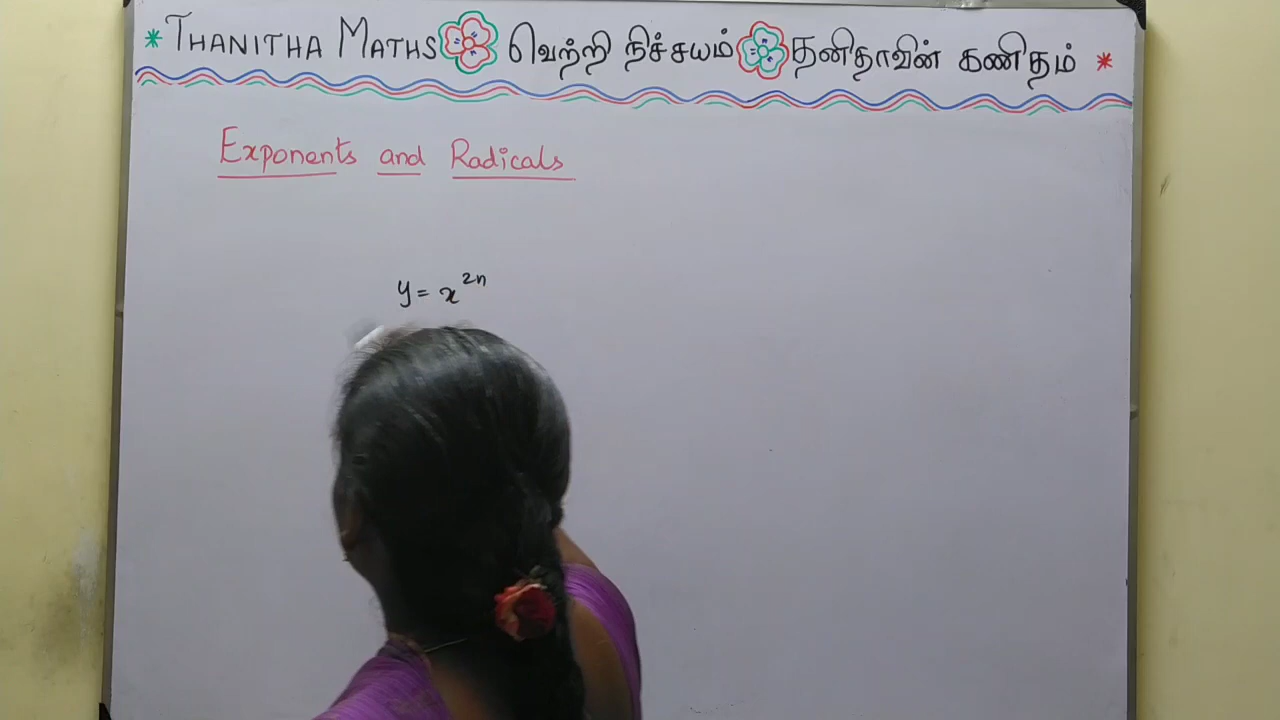 * THANITHA MATHS வெற்றி நிச்சயம் தனிதாவின் கணிதம் *
Exponents and Radicals
y = x^{2n}